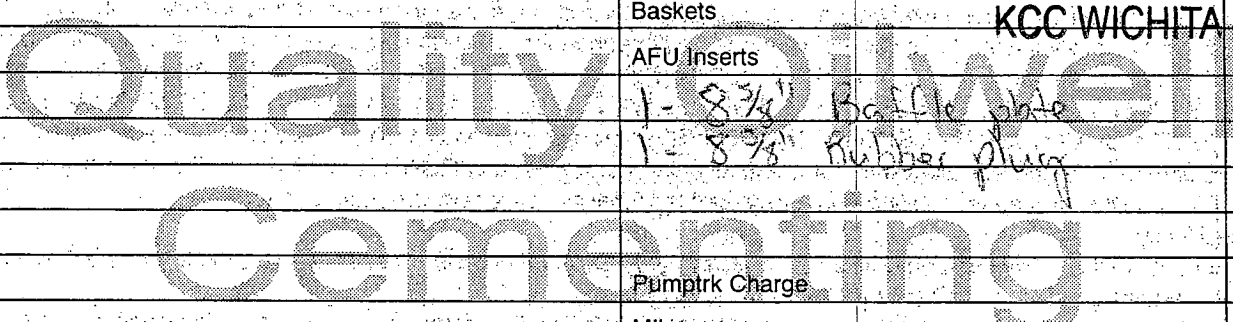 Baskets
KCC WICHITA
AFU Inserts
1 - 8 5/8" Baffle plate
1 - 8 5/8" Rubber plug
Quality Oilwell
Cementing
Pumptrk Charge